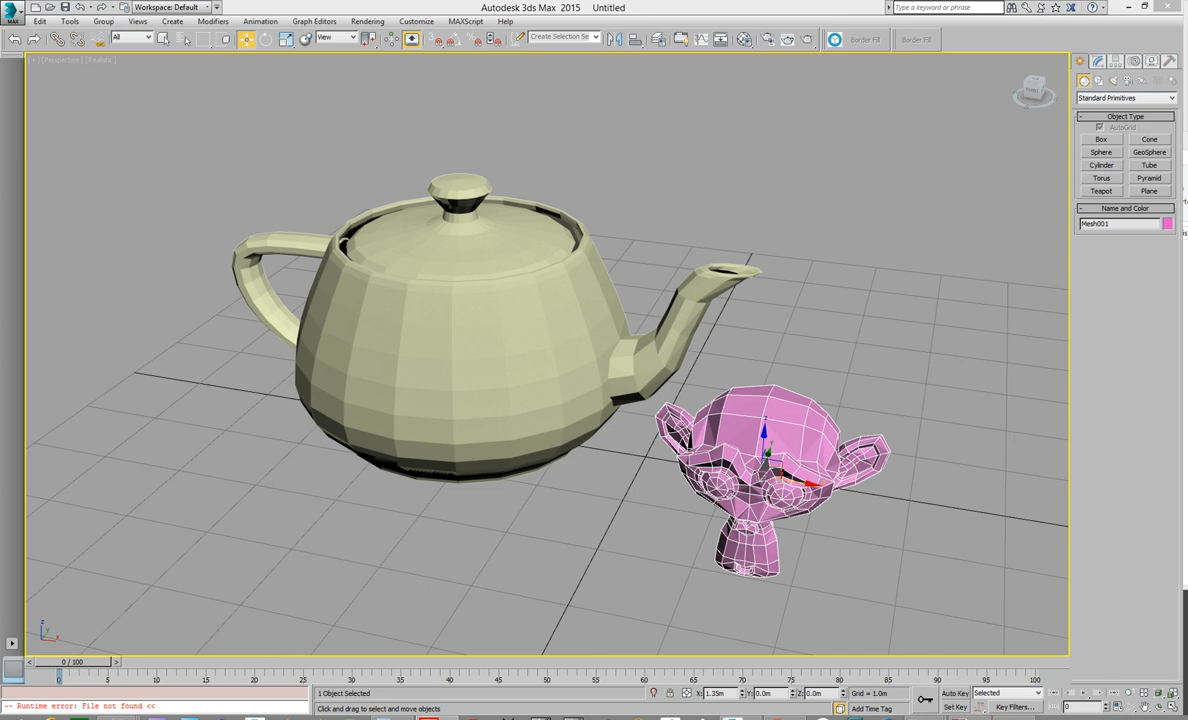 Autodesk 3ds Max 2015 Untitled
Workspace: Default
Type a keyword or phrase
MAX
Edit Tools Group Views Create Modifiers Animation Graph Editors Rendering Customize MAXScript Help
All
View
Create Selection Se
Border Fill
Border Fill
[+] [Perspective] [Realistic]
FRONT
Standard Primitives
Object Type
AutoGrid
Box Cone
Sphere GeoSphere
Cylinder Tube
Torus Pyramid
Teapot Plane
Name and Color
Mesh001
z
y
x
z
y
x
< 0 / 100 >
0 5 10 15 20 25 30 35 40 45 50 55 60 65 70 75 80 85 90 95 100
1 Object Selected
X: 1.35m Y: 0.0m Z: 0.0m Grid = 1.0m
Auto Key Selected
-- Runtime error: File not found <<
Click and drag to select and move objects
Add Time Tag
Set Key Key Filters...
0